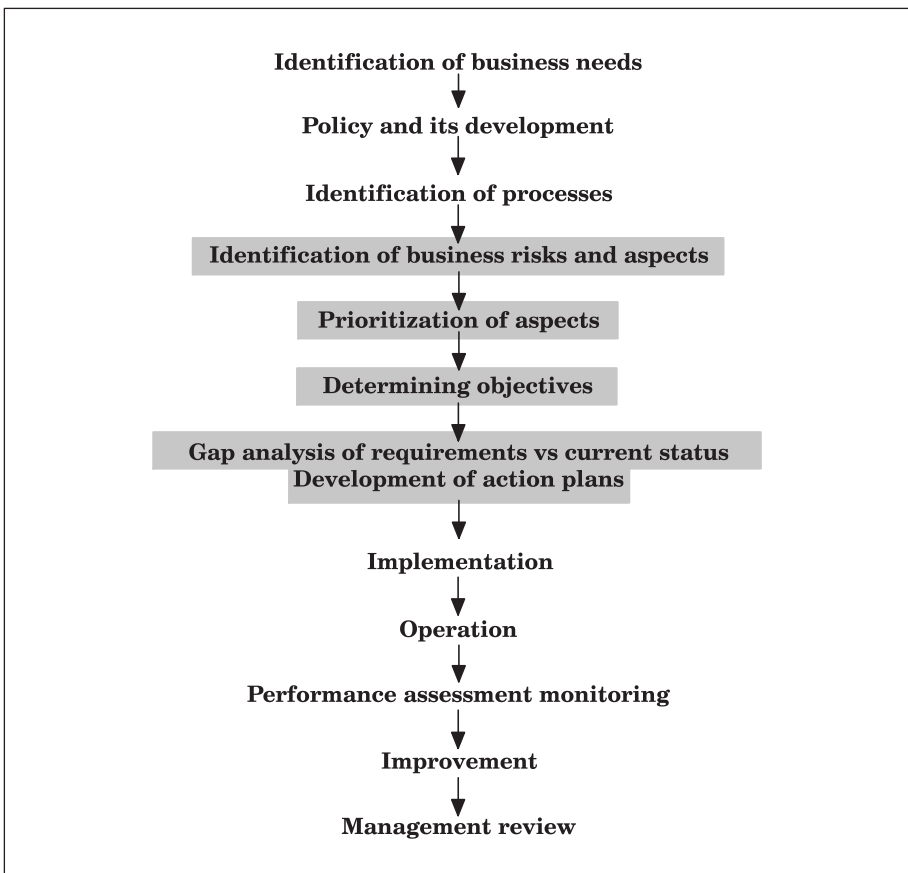 Identification of business needs
Policy and its development
Identification of processes
Identification of business risks and aspects
Prioritization of aspects
Determining objectives
Gap analysis of requirements vs current status
Development of action plans
Implementation
Operation
Performance assessment monitoring
Improvement
Management review